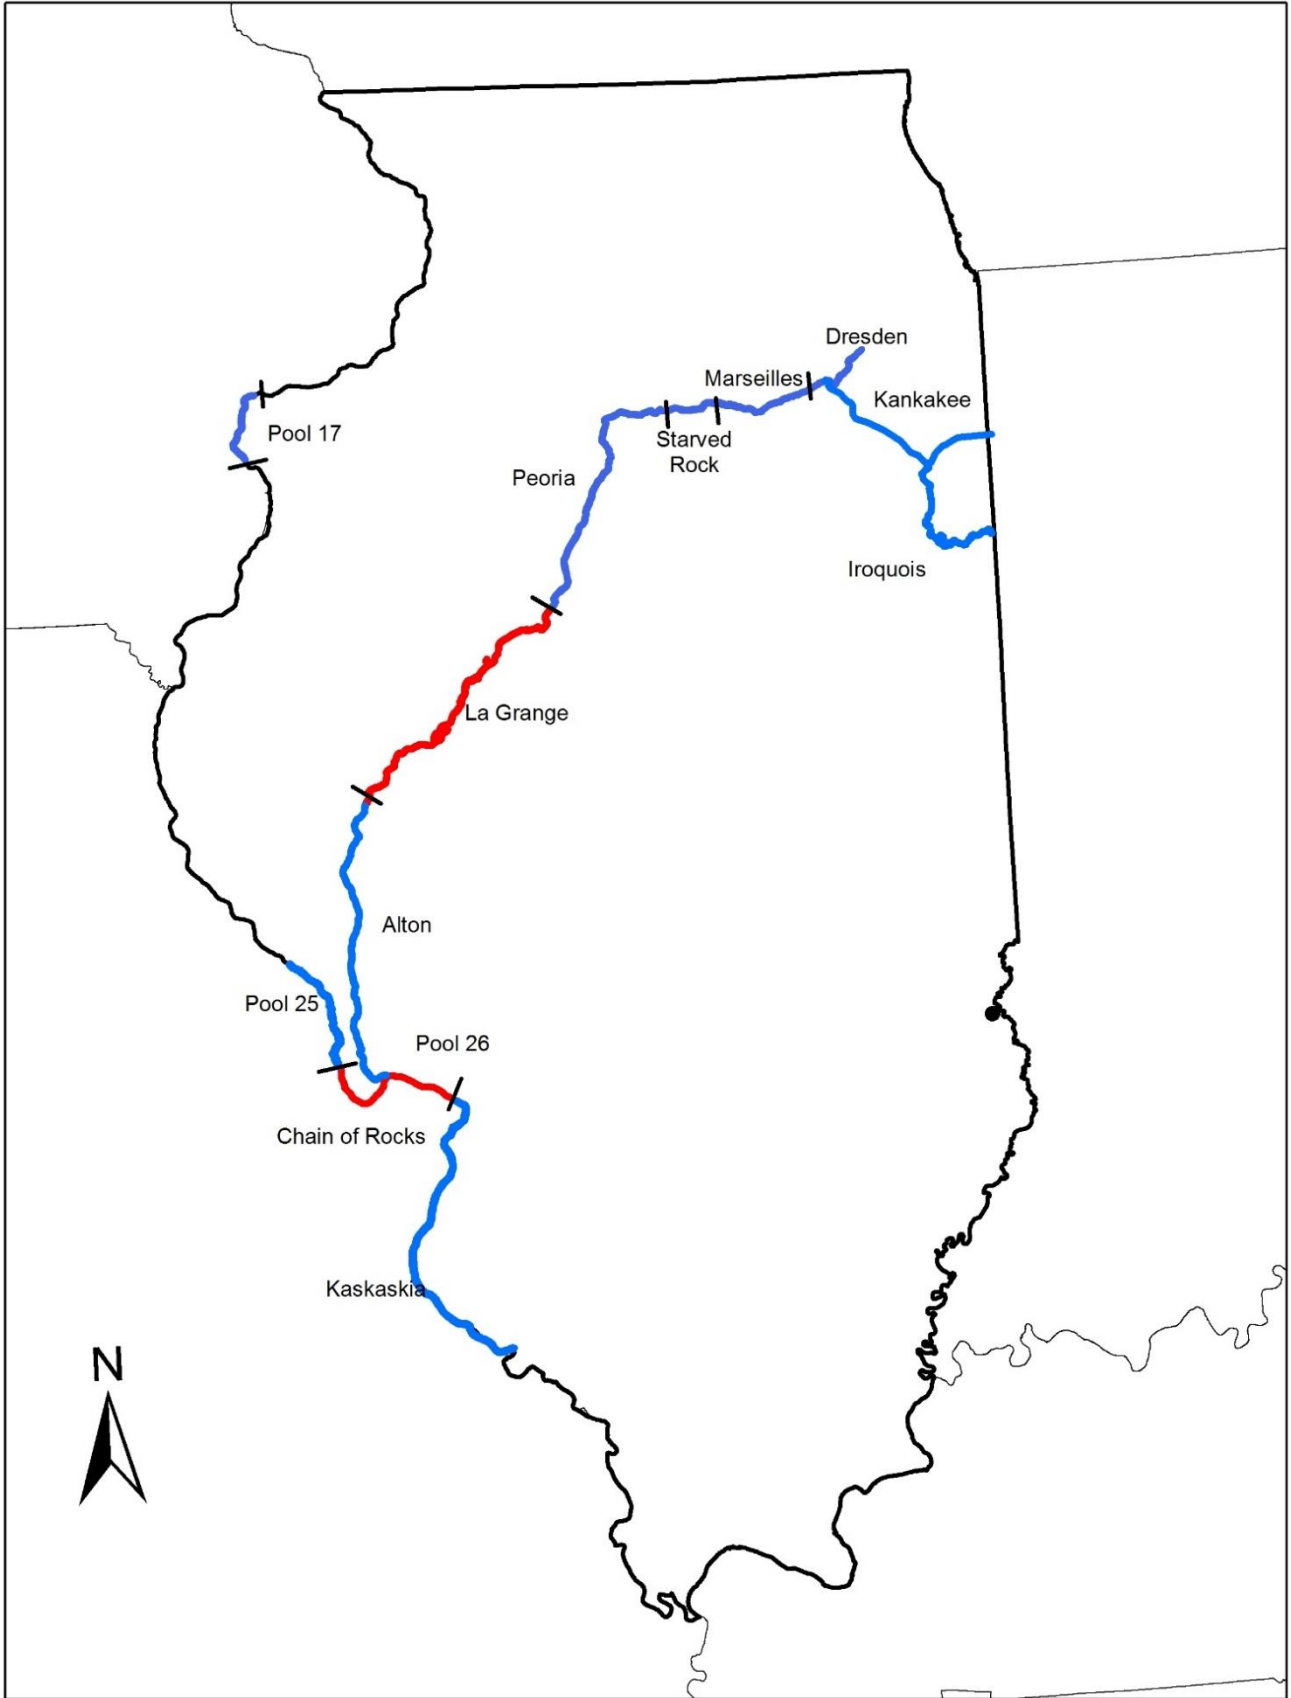 Dresden
Marseilles
Kankakee
Pool 17
Starved
Rock
Peoria
Iroquois
La Grange
Alton
Pool 25
Pool 26
Chain of Rocks
Kaskaskia
N